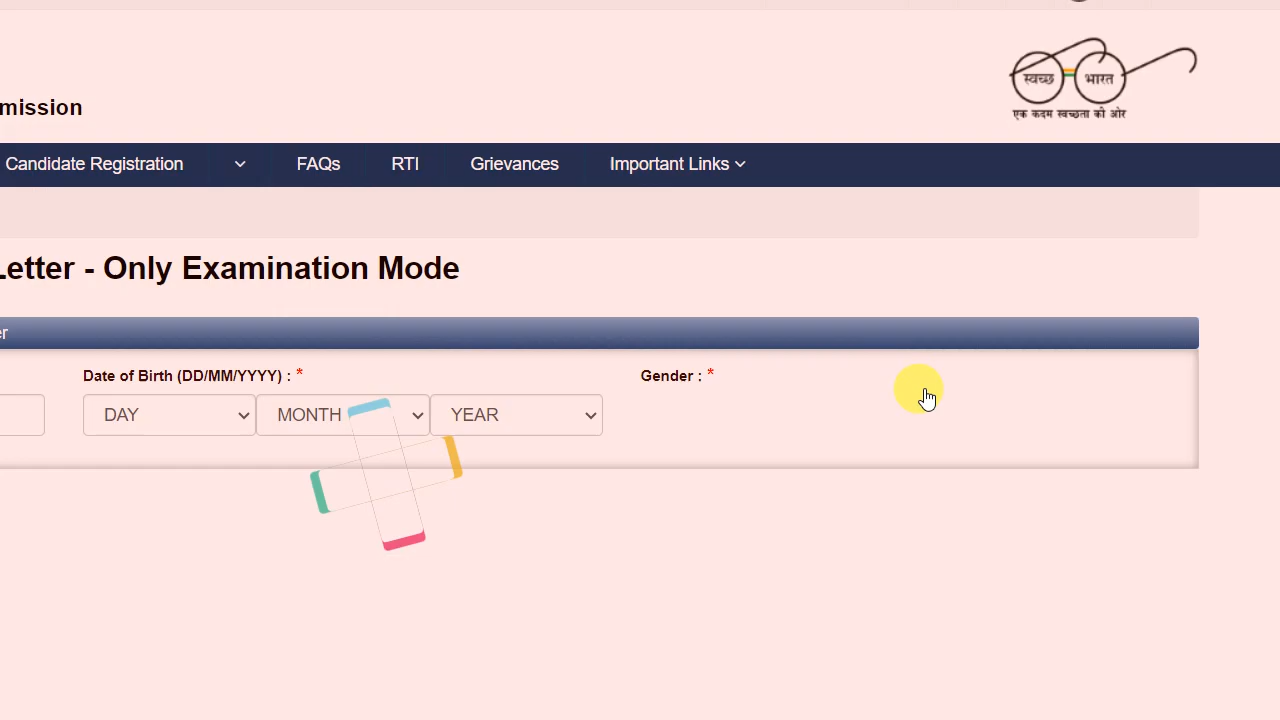 स्वच्छ भारत
एक कदम स्वच्छता की ओर
mission
Candidate Registration FAQs RTI Grievances Important Links
Letter - Only Examination Mode
er
Date of Birth (DD/MM/YYYY) : * Gender : *
DAY MONTH YEAR